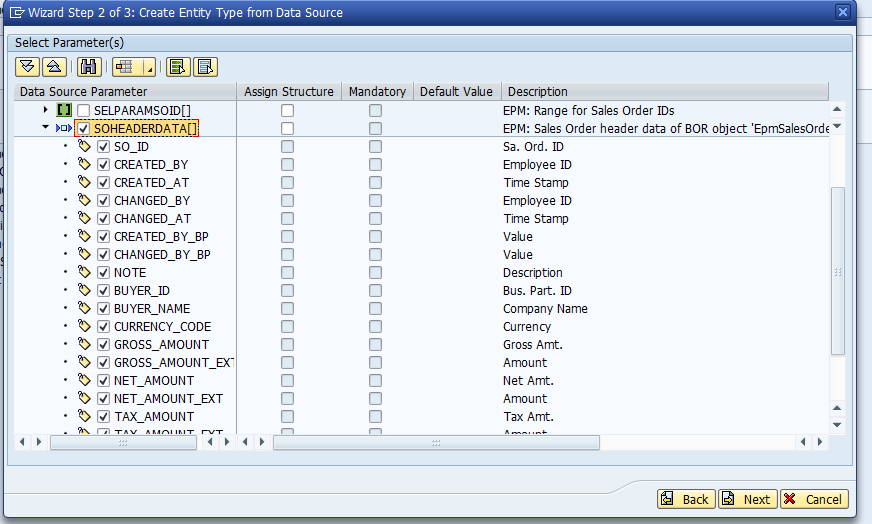 Wizard Step 2 of 3: Create Entity Type from Data Source
Select Parameter(s)
Data Source Parameter Assign Structure Mandatory Default Value Description
SELPARAMSOID[] EPM: Range for Sales Order IDs
SOHEADERDATA[] EPM: Sales Order header data of BOR object 'EpmSalesOrde
SO_ID Sa. Ord. ID
CREATED_BY Employee ID
CREATED_AT Time Stamp
CHANGED_BY Employee ID
CHANGED_AT Time Stamp
CREATED_BY_BP Value
CHANGED_BY_BP Value
NOTE Description
BUYER_ID Bus. Part. ID
BUYER_NAME Company Name
CURRENCY_CODE Currency
GROSS_AMOUNT Gross Amt.
GROSS_AMOUNT_EXT Amount
NET_AMOUNT Net Amt.
NET_AMOUNT_EXT Amount
TAX_AMOUNT Tax Amt.
TAX_AMOUNT_EXT Amount
Back Next Cancel